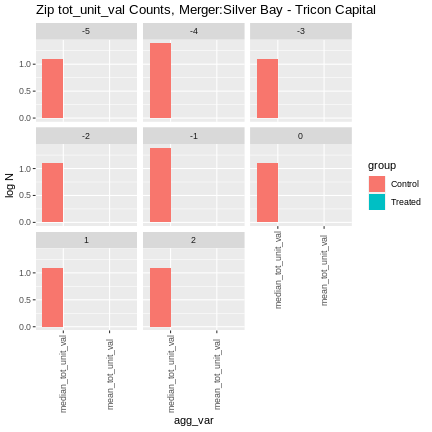 Zip tot_unit_val Counts, Merger:Silver Bay - Tricon Capital
-5
-4
-3
1.0
0.5
0.0
-2
-1
0
1.0
0.5
0.0
1
2
1.0
0.5
0.0
median_tot_unit_val
mean_tot_unit_val
median_tot_unit_val
mean_tot_unit_val
median_tot_unit_val
mean_tot_unit_val
log N
agg_var
group
Control
Treated